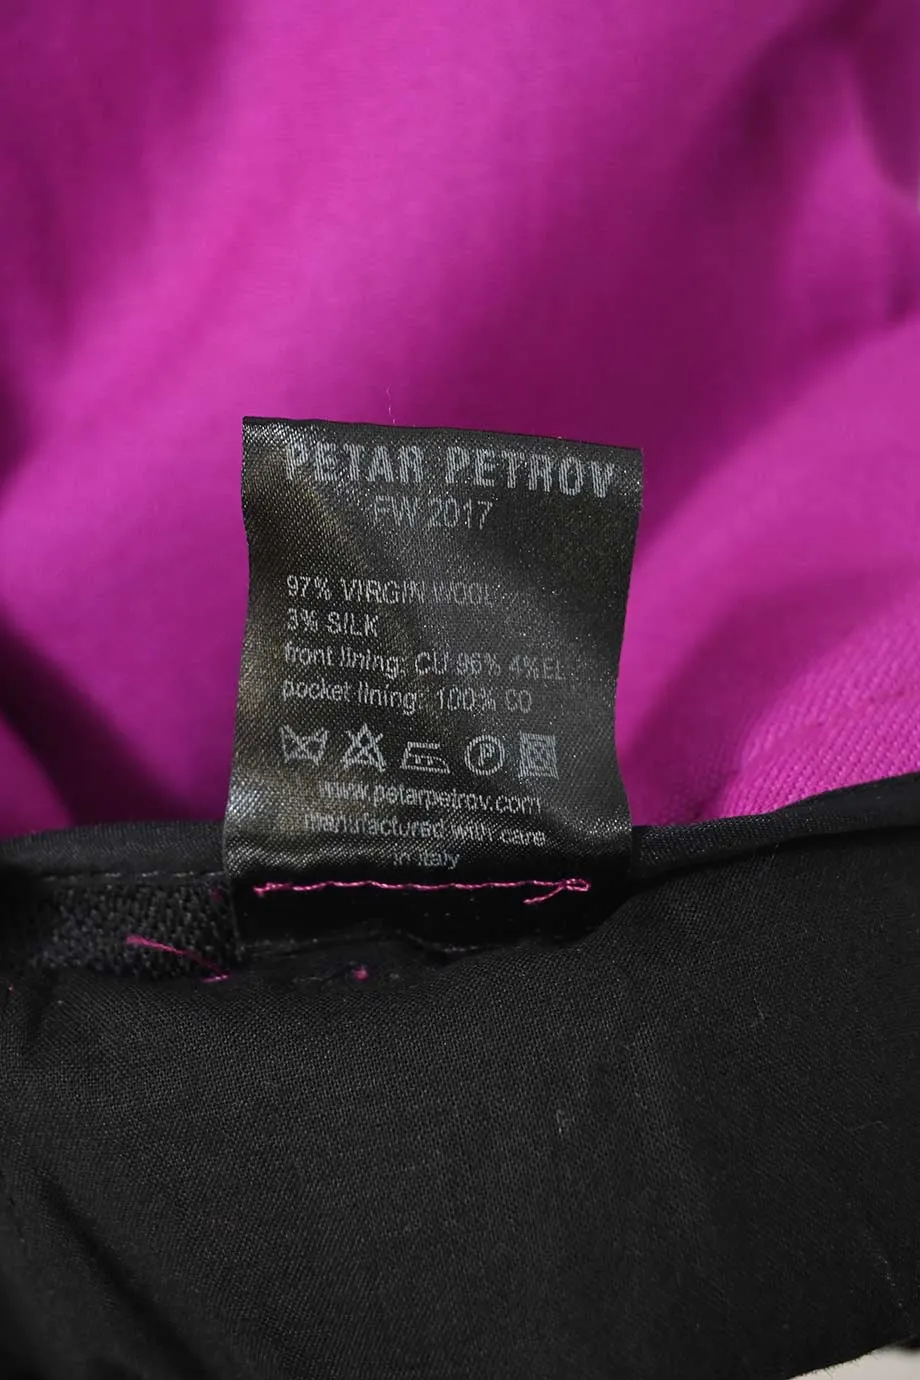 PETAR PETROV
FW 2017
97% VIRGIN WOOL
3% SILK
front lining: CU 96% 4% EL
pocket lining: 100% CO
P
www.petarpetrov.com
manufactured with care
in Italy